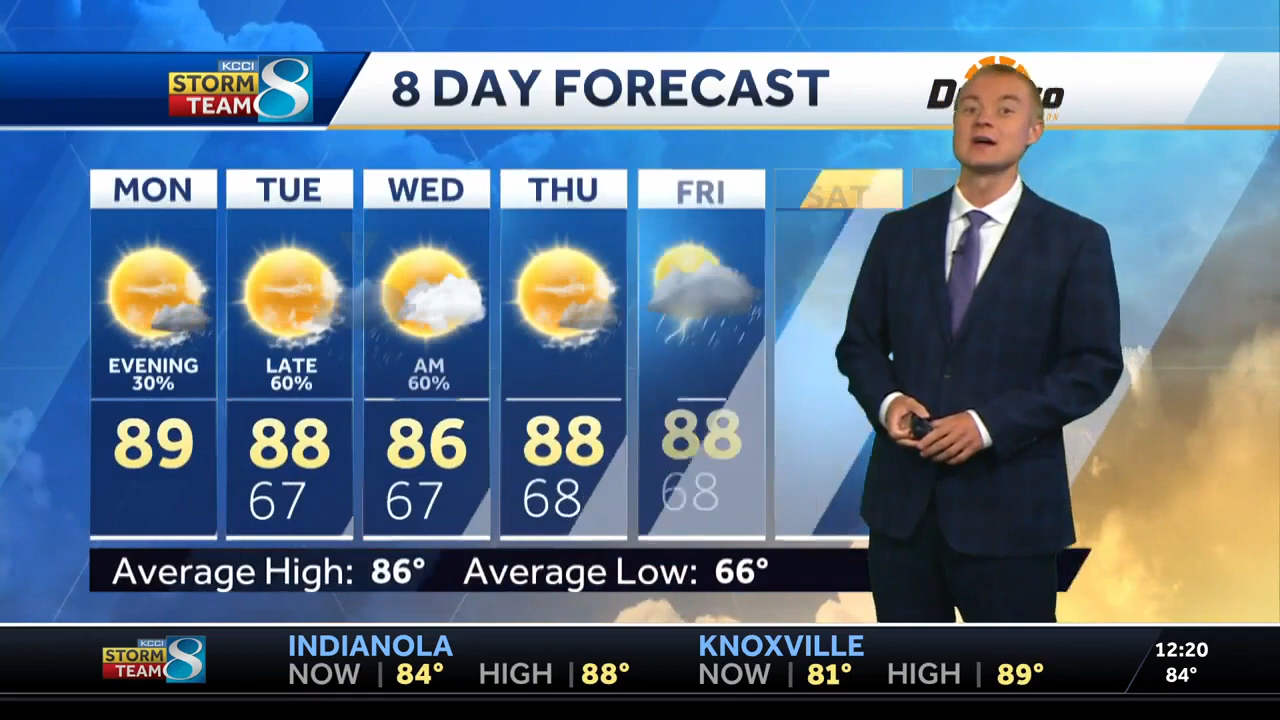 KCCI
STORM
TEAM 8
8 DAY FORECAST
MON
TUE
WED
THU
FRI
SAT
EVENING
30%
LATE
60%
AM
60%
89
88
86
88
88
67
67
68
68
Average High: 86° Average Low: 66°
KCCI
STORM
TEAM 8
INDIANOLA
NOW | 84° HIGH | 88°
KNOXVILLE
NOW | 81° HIGH | 89°
12:20
84°